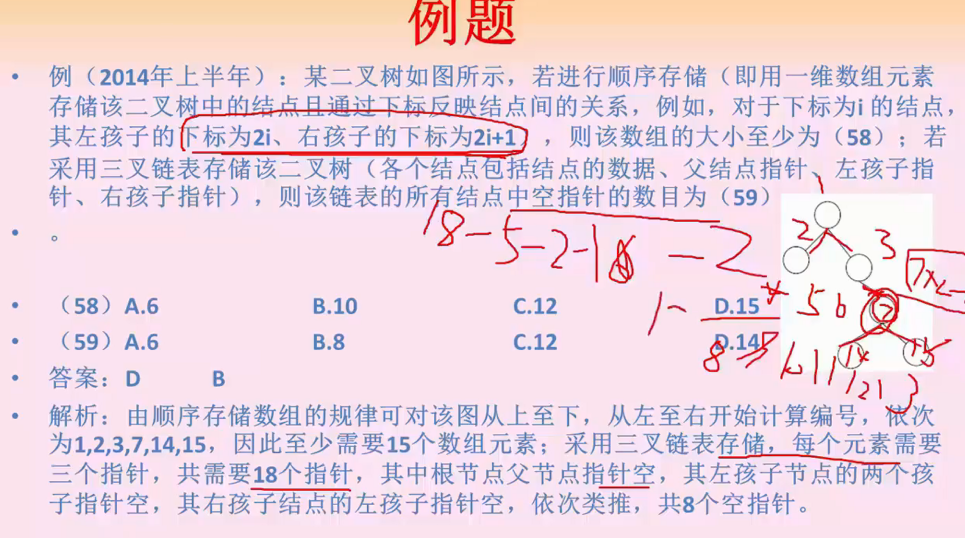 例题
• 例（2014年上半年）：某二叉树如图所示，若进行顺序存储（即用一维数组元素
存储该二叉树中的结点且通过下标反映结点间的关系，例如，对于下标为i 的结点，
其左孩子的下标为2i、右孩子的下标为2i+1），则该数组的大小至少为（58）；若
采用三叉链表存储该二叉树（各个结点包括结点的数据、父结点指针、左孩子指
针、右孩子指针），则该链表的所有结点中空指针的数目为（59）
• 。
18-5-2-1 -2
1
2
3
5 6
7
14 15
• （58）A.6 B.10 C.12 D.15
• （59）A.6 B.8 C.12 D.14
• 答案：D B
• 解析：由顺序存储数组的规律可对该图从上至下，从左至右开始计算编号，依次
为1,2,3,7,14,15，因此至少需要15个数组元素；采用三叉链表存储，每个元素需要
三个指针，共需要18个指针，其中根节点父节点指针空，其左孩子节点的两个孩
子指针空，其右孩子结点的左孩子指针空，依次类推，共8个空指针。